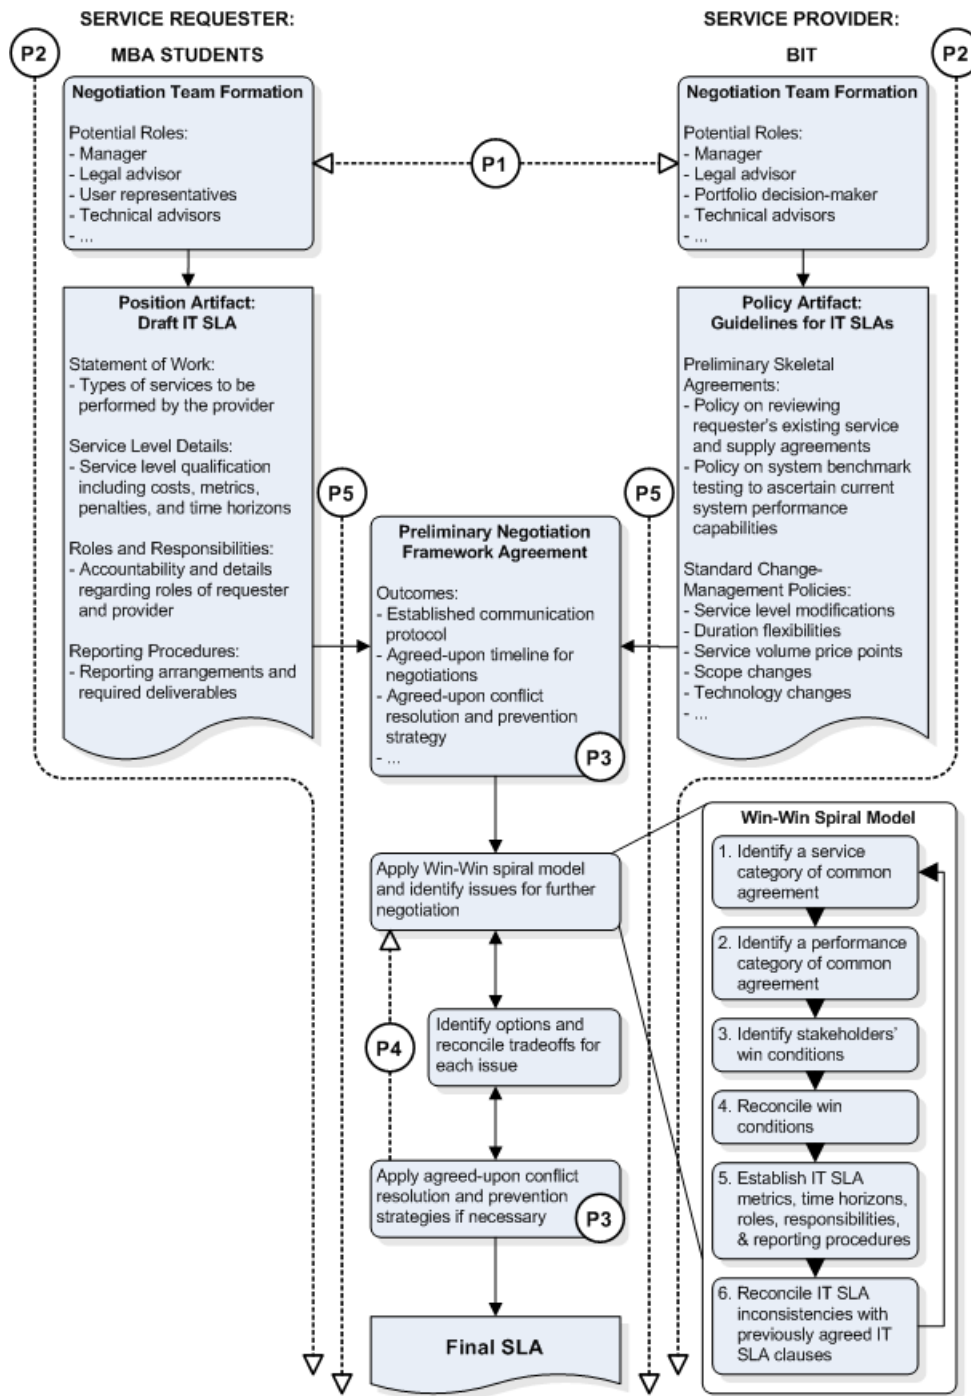 SERVICE REQUESTER:
MBA STUDENTS
SERVICE PROVIDER:
BIT
P2
P2
Negotiation Team Formation
Potential Roles:
- Manager
- Legal advisor
- User representatives
- Technical advisors
- ...
P1
Negotiation Team Formation
Potential Roles:
- Manager
- Legal advisor
- Portfolio decision-maker
- Technical advisors
- ...
Position Artifact:
Draft IT SLA
Statement of Work:
- Types of services to be
performed by the provider
Service Level Details:
- Service level qualification
including costs, metrics,
penalties, and time horizons
Roles and Responsibilities:
- Accountability and details
regarding roles of requester
and provider
Reporting Procedures:
- Reporting arrangements and
required deliverables
Policy Artifact:
Guidelines for IT SLAs
Preliminary Skeletal
Agreements:
- Policy on reviewing
requester's existing service
and supply agreements
- Policy on system benchmark
testing to ascertain current
system performance
capabilities
Standard Change-
Management Policies:
- Service level modifications
- Duration flexibilities
- Service volume price points
- Scope changes
- Technology changes
- ...
P5
P5
Preliminary Negotiation
Framework Agreement
Outcomes:
- Established communication
protocol
- Agreed-upon timeline for
negotiations
- Agreed-upon conflict
resolution and prevention
strategy
- ...
P3
Apply Win-Win spiral model
and identify issues for further
negotiation
P4
Identify options and
reconcile tradeoffs for
each issue
Apply agreed-upon conflict
resolution and prevention
strategies if necessary
P3
Final SLA
Win-Win Spiral Model
1. Identify a service
category of common
agreement
2. Identify a performance
category of common
agreement
3. Identify stakeholders'
win conditions
4. Reconcile win
conditions
5. Establish IT SLA
metrics, time horizons,
roles, responsibilities,
& reporting procedures
6. Reconcile IT SLA
inconsistencies with
previously agreed IT
SLA clauses